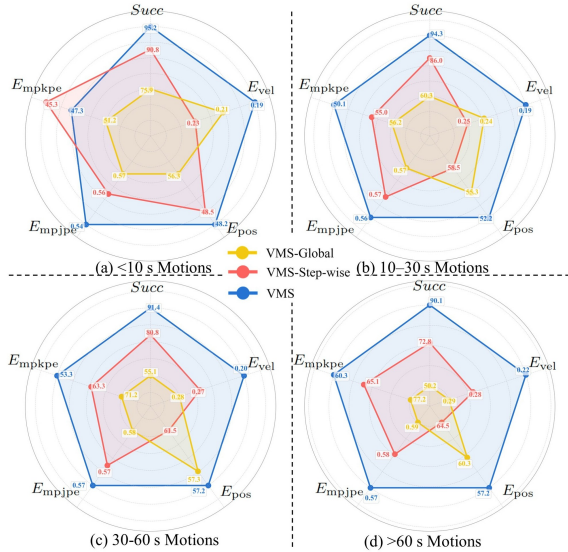 Succ
Succ
95.2
94.3
90.8
86.0
E_mpkpe
E_vel
E_mpkpe
E_vel
45.3
47.3
51.2
75.9
0.21
0.19
0.23
50.1
55.0
56.2
60.3
0.24
0.19
0.25
0.57
56.3
0.56
48.5
0.54
48.2
0.57
58.5
0.57
55.3
0.56
52.2
E_mpjpe
E_pos
E_mpjpe
E_pos
(a) <10 s Motions
(b) 10–30 s Motions
VMS-Global
VMS-Step-wise
VMS
Succ
Succ
91.4
90.1
80.8
72.8
E_mpkpe
E_vel
E_mpkpe
E_vel
53.3
63.3
71.2
55.1
0.28
0.27
0.20
60.3
65.1
77.2
50.2
0.29
0.28
0.22
0.58
61.5
0.57
57.3
0.57
57.2
0.59
64.5
0.58
60.3
0.57
57.2
E_mpjpe
E_pos
E_mpjpe
E_pos
(c) 30-60 s Motions
(d) >60 s Motions